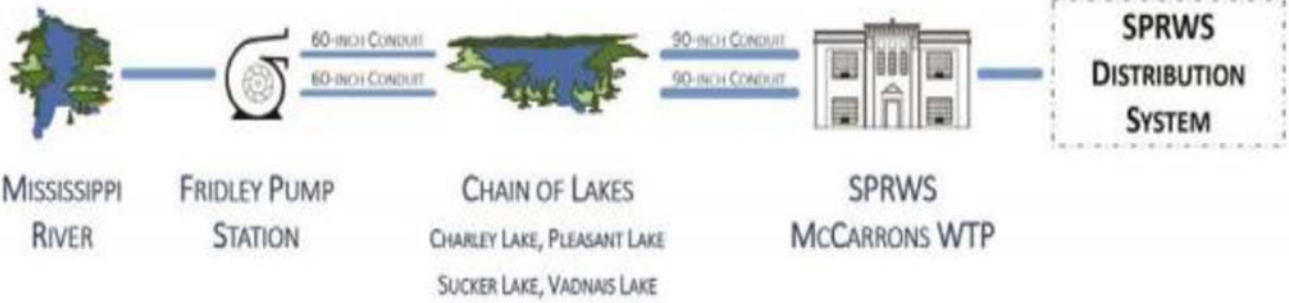 60-INCH CONDUIT
60-INCH CONDUIT
90-INCH CONDUIT
90-INCH CONDUIT
SPRWS
DISTRIBUTION
SYSTEM
MISSISSIPPI
RIVER
FRIDLEY PUMP
STATION
CHAIN OF LAKES
CHARLEY LAKE, PLEASANT LAKE
SUCKER LAKE, VADNAIS LAKE
SPRWS
MCCARRONS WTP